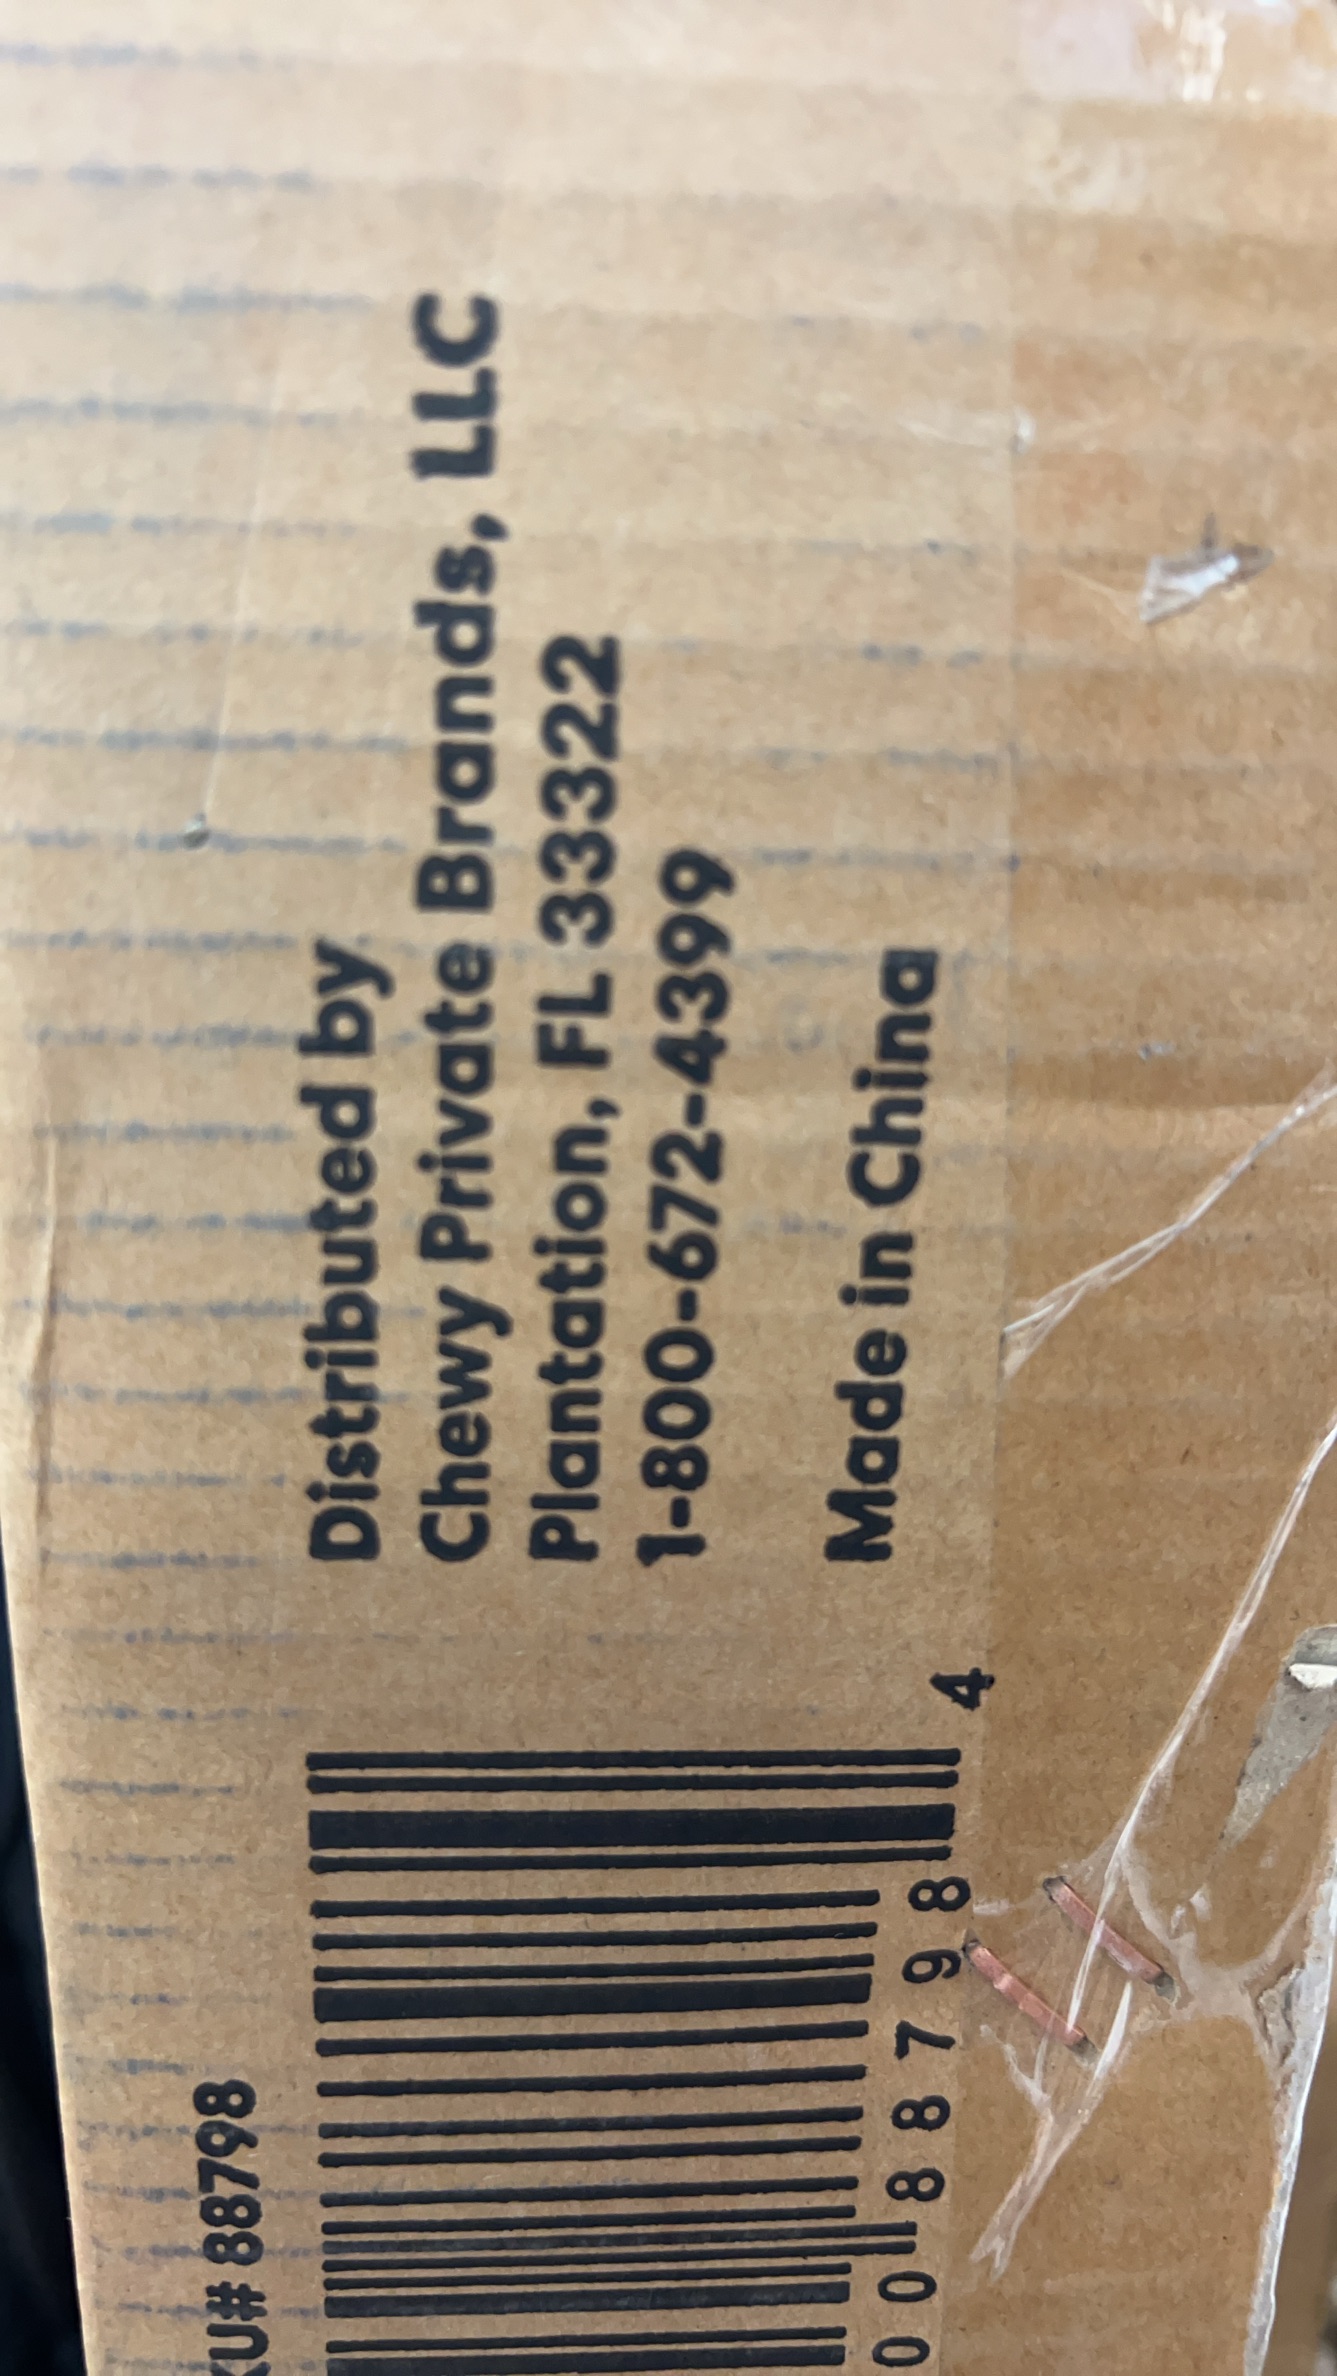 Distributed by
Chewy Private Brands, LLC
Plantation, FL 33322
1-800-672-4399
Made in China
KU# 88798
0 0 8 8 7 9 8 4